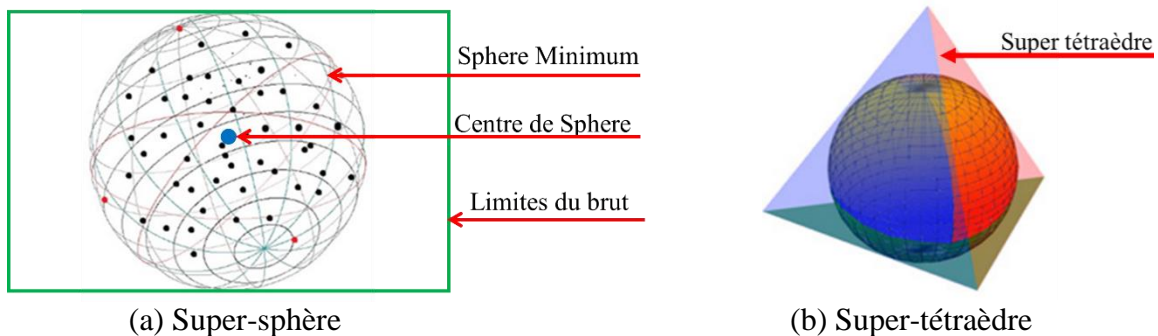 Sphere Minimum
Centre de Sphere
Limites du brut
Super tétraèdre
(a) Super-sphère
(b) Super-tétraèdre